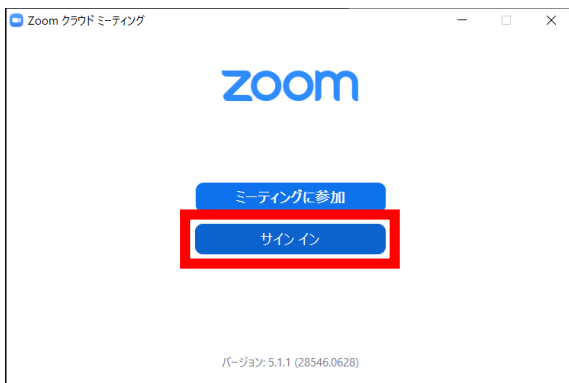 Zoom クラウド ミーティング
zoom
ミーティングに参加
サイン イン
バージョン: 5.1.1 (28546.0628)